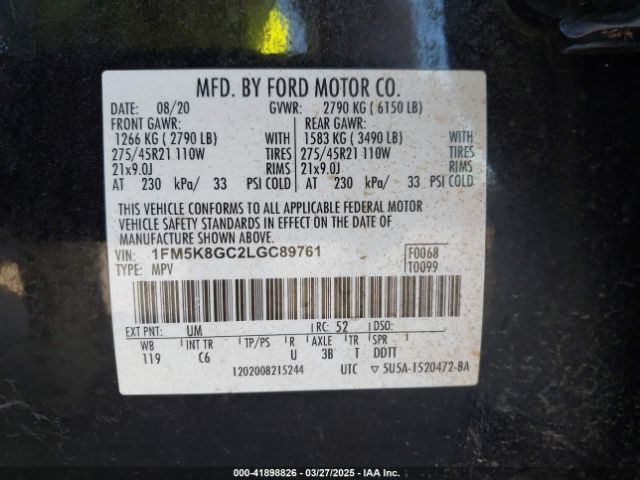 MFD. BY FORD MOTOR CO.
DATE: 08/20 GVWR: 2790 KG ( 6150 LB)
FRONT GAWR: REAR GAWR:
1266 KG ( 2790 LB) WITH 1583 KG ( 3490 LB) WITH
275/45R21 110W TIRES 275/45R21 110W TIRES
21x9.0J RIMS 21x9.0J RIMS
AT 230 kPa/ 33 PSI COLD AT 230 kPa/ 33 PSI COLD
THIS VEHICLE CONFORMS TO ALL APPLICABLE FEDERAL MOTOR
VEHICLE SAFETY STANDARDS IN EFFECT ON THE DATE OF
MANUFACTURE SHOWN ABOVE.
VIN: 1FM5K8GC2LGC89761 F0068
TYPE: MPV T0099
EXT PNT: UM RC: 52 DSO:
WB INT TR TP/PS R AXLE TR SPR
119 C6 U 3B T DDTT
1202008215244 UTC ▽ 5U5A-1520472-BA
000-41898826 | 03/27/2025 | IAA Inc.